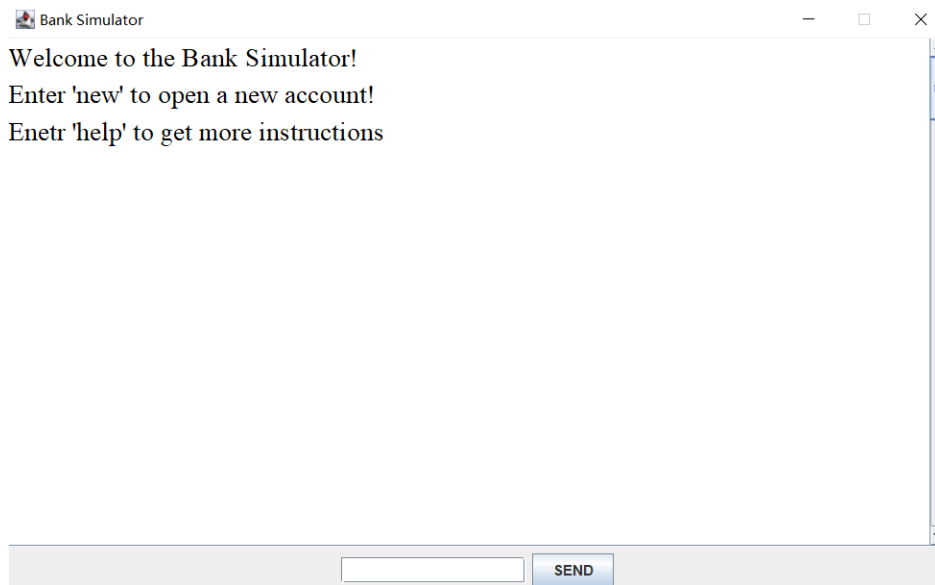 Bank Simulator
Welcome to the Bank Simulator!
Enter 'new' to open a new account!
Enetr 'help' to get more instructions
SEND